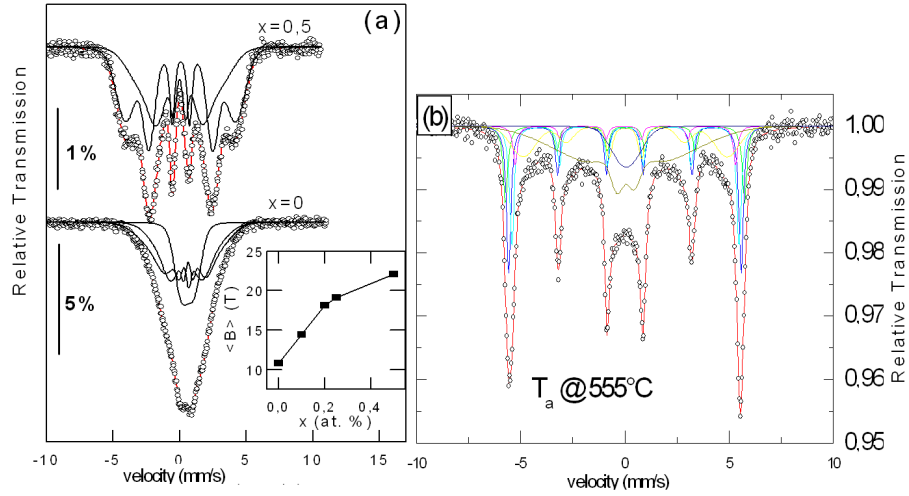 (a)
x=0,5
1%
x=0
5%
Relative Transmission
-10
-5
0
5
10
15
velocity (mm/s)
25
20
15
10
<B> (T)
0,0
0,2
0,4
x (at. %)
(b)
T_a @555°C
-5
0
5
10
velocity (mm/s)
1.00
0,99
0,98
0,97
0,96
0,95
Relative Transmission